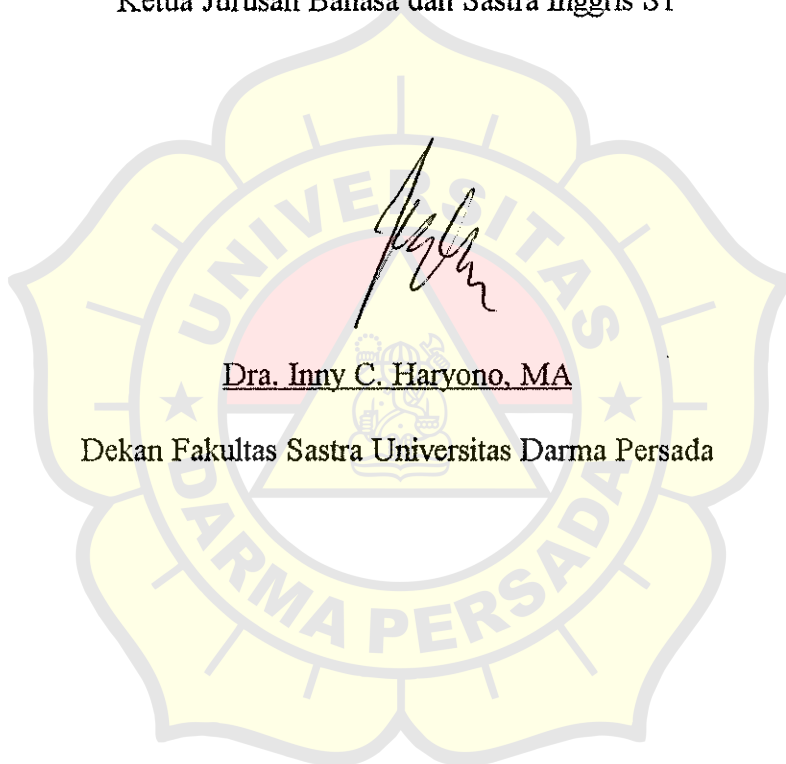 Ketua Jurusan Bahasa dan Sastra Inggris S1
Dra. Inny C. Haryono, MA
Dekan Fakultas Sastra Universitas Darma Persada
UNIVERSITAS
DARMA PERSADA